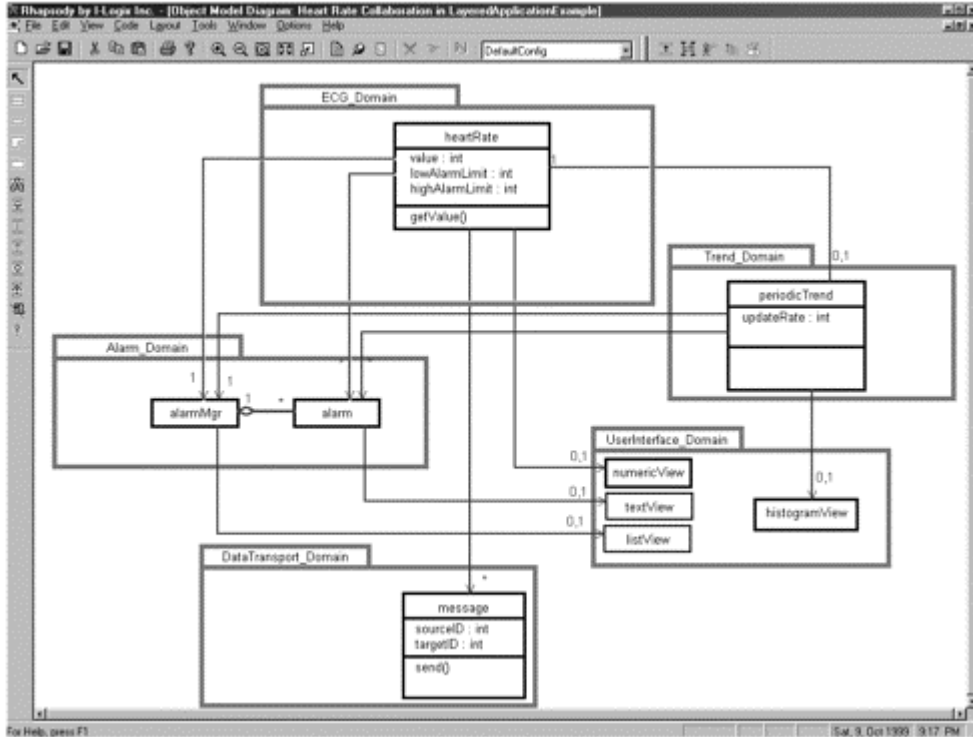 Rhapsody by I-Logix Inc. - [Object Model Diagram: Heart Rate Collaboration in LayeredApplicationExample]
File Edit View Code Layout Tools Window Options Help
DefaultConfig
ECG_Domain
heartRate
value : int
lowAlarmLimit : int
highAlarmLimit : int
getValue()
1
0,1
Trend_Domain
periodicTrend
updateRate : int
Alarm_Domain
1
1
*
*
alarmMgr
1
*
alarm
UserInterface_Domain
0,1
numericView
0,1
textView
0,1
listView
0,1
histogramView
DataTransport_Domain
*
message
sourceID : int
targetID : int
send()
For Help, press F1
Sat, 9, Oct 1999
9:17 PM